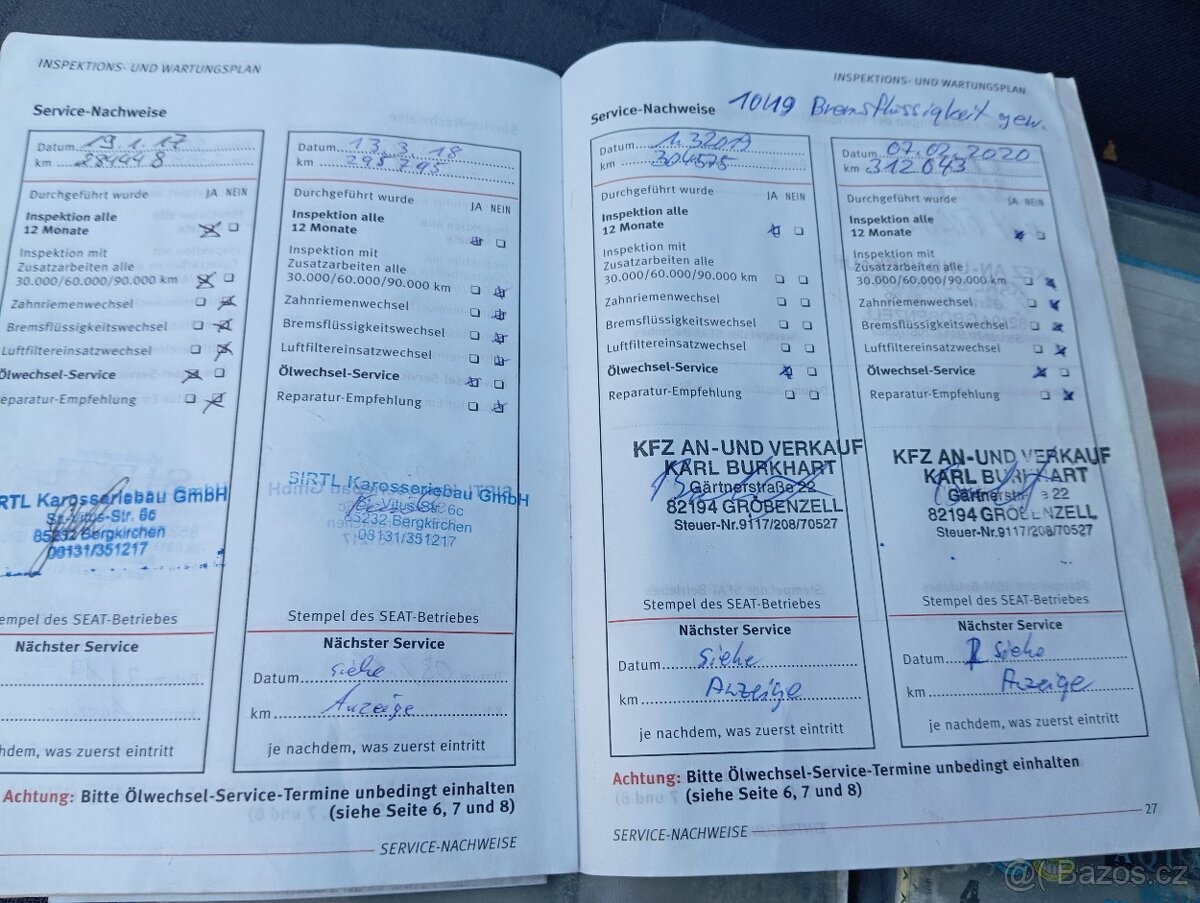 INSPEKTIONS- UND WARTUNGSPLAN
Service-Nachweise
Datum 19.1.17
km 284448
Durchgeführt wurde JA NEIN
Inspektion alle
12 Monate
Inspektion mit
Zusatzarbeiten alle
30.000/60.000/90.000 km
Zahnriemenwechsel
Bremsflüssigkeitswechsel
Luftfiltereinsatzwechsel
Ölwechsel-Service
eparatur-Empfehlung
RTL Karosseriebau GmbH
St.-Vitus-Str. 6c
85232 Bergkirchen
08131/351217
empel des SEAT-Betriebes
Nächster Service
hdem, was zuerst eintritt
Datum 13.3.18
km 295795
Durchgeführt wurde JA NEIN
Inspektion alle
12 Monate
Inspektion mit
Zusatzarbeiten alle
30.000/60.000/90.000 km
Zahnriemenwechsel
Bremsflüssigkeitswechsel
Luftfiltereinsatzwechsel
Ölwechsel-Service
Reparatur-Empfehlung
SIRTL Karosseriebau GmbH
St.-Vitus-Str. 6c
85232 Bergkirchen
08131/351217
Stempel des SEAT-Betriebes
Nächster Service
Datum siehe
km Anzeige
je nachdem, was zuerst eintritt
Achtung: Bitte Ölwechsel-Service-Termine unbedingt einhalten
(siehe Seite 6, 7 und 8)
SERVICE-NACHWEISE
INSPEKTIONS- UND WARTUNGSPLAN
Service-Nachweise 10/19 Bremsflüssigkeit gew.
Datum 1.3.2019
km 304575
Durchgeführt wurde JA NEIN
Inspektion alle
12 Monate
Inspektion mit
Zusatzarbeiten alle
30.000/60.000/90.000 km
Zahnriemenwechsel
Bremsflüssigkeitswechsel
Luftfiltereinsatzwechsel
Ölwechsel-Service
Reparatur-Empfehlung
KFZ AN-UND VERKAUF
KARL BURKHART
Gärtnerstraße 22
82194 GRÖBENZELL
Steuer-Nr.9117/208/70527
Stempel des SEAT-Betriebes
Nächster Service
Datum siehe
km Anzeige
je nachdem, was zuerst eintritt
Datum 07.02.2020
km 312043
Durchgeführt wurde JA NEIN
Inspektion alle
12 Monate
Inspektion mit
Zusatzarbeiten alle
30.000/60.000/90.000 km
Zahnriemenwechsel
Bremsflüssigkeitswechsel
Luftfiltereinsatzwechsel
Ölwechsel-Service
Reparatur-Empfehlung
KFZ AN-UND VERKAUF
KARL BURKHART
Gärtnerstr e 22
82194 GRÖBENZELL
Steuer-Nr.9117/208/70527
Stempel des SEAT-Betriebes
Nächster Service
Datum siehe
km Anzeige
je nachdem, was zuerst eintritt
Achtung: Bitte Ölwechsel-Service-Termine unbedingt einhalten
(siehe Seite 6, 7 und 8)
27
SERVICE-NACHWEISE
Bazos.cz